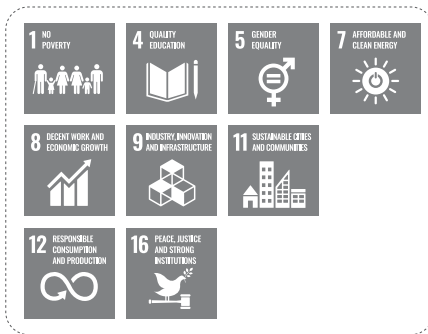 1 NO
POVERTY
4 QUALITY
EDUCATION
5 GENDER
EQUALITY
7 AFFORDABLE AND
CLEAN ENERGY
8 DECENT WORK AND
ECONOMIC GROWTH
9 INDUSTRY, INNOVATION
AND INFRASTRUCTURE
11 SUSTAINABLE CITIES
AND COMMUNITIES
12 RESPONSIBLE
CONSUMPTION
AND PRODUCTION
16 PEACE, JUSTICE
AND STRONG
INSTITUTIONS